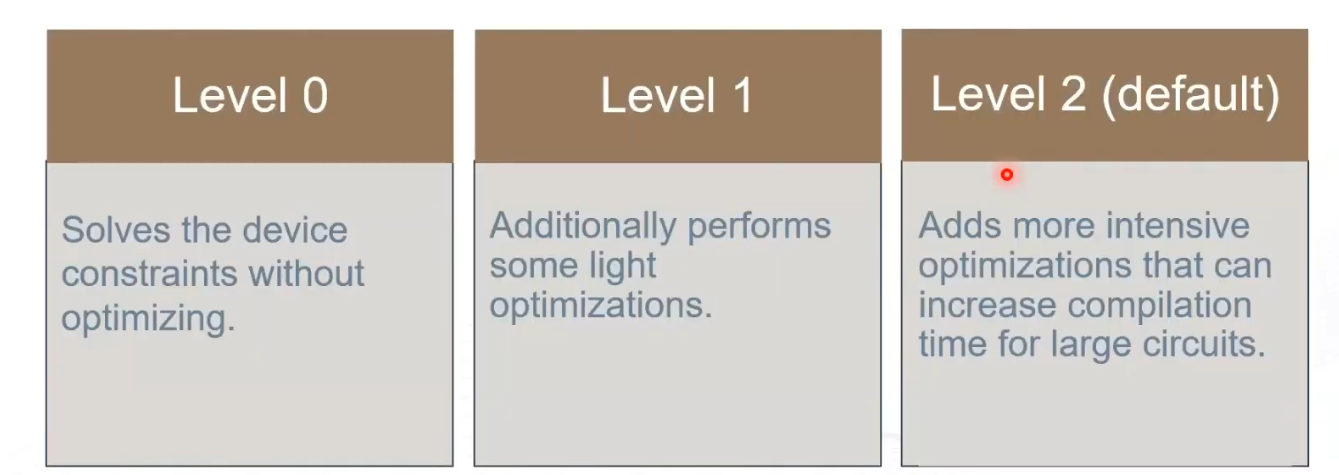 Level 0
Solves the device
constraints without
optimizing.
Level 1
Additionally performs
some light
optimizations.
Level 2 (default)
Adds more intensive
optimizations that can
increase compilation
time for large circuits.